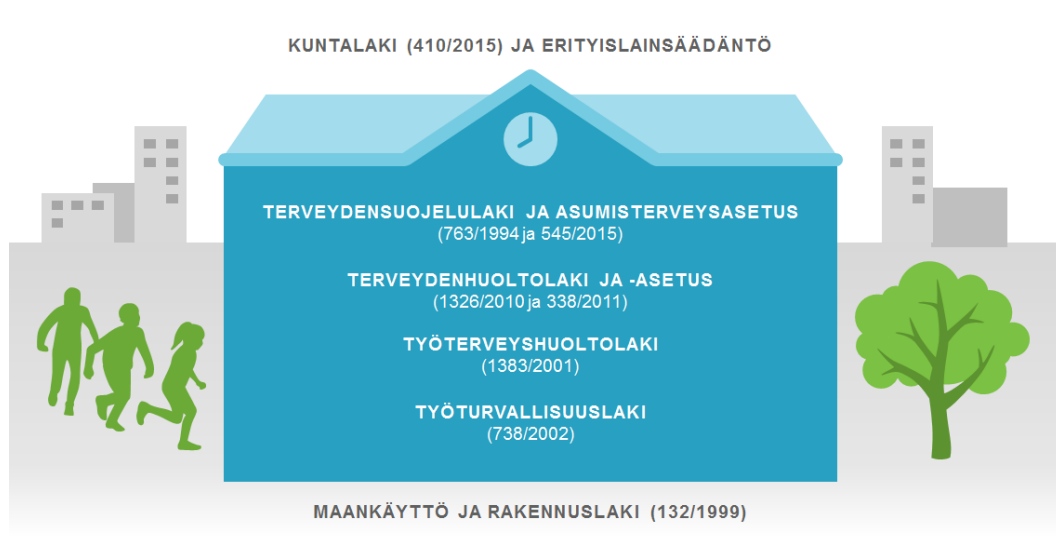 KUNTALAKI (410/2015) JA ERITYISLAINSÄÄDÄNTÖ
TERVEYDENSUOJELULAKI JA ASUMISTERVEYSASETUS
(763/1994 ja 545/2015)
TERVEYDENHUOLTOLAKI JA -ASETUS
(1326/2010 ja 338/2011)
TYÖTERVEYSHUOLTOLAKI
(1383/2001)
TYÖTURVALLISUUSLAKI
(738/2002)
MAANKÄYTTÖ JA RAKENNUSLAKI (132/1999)